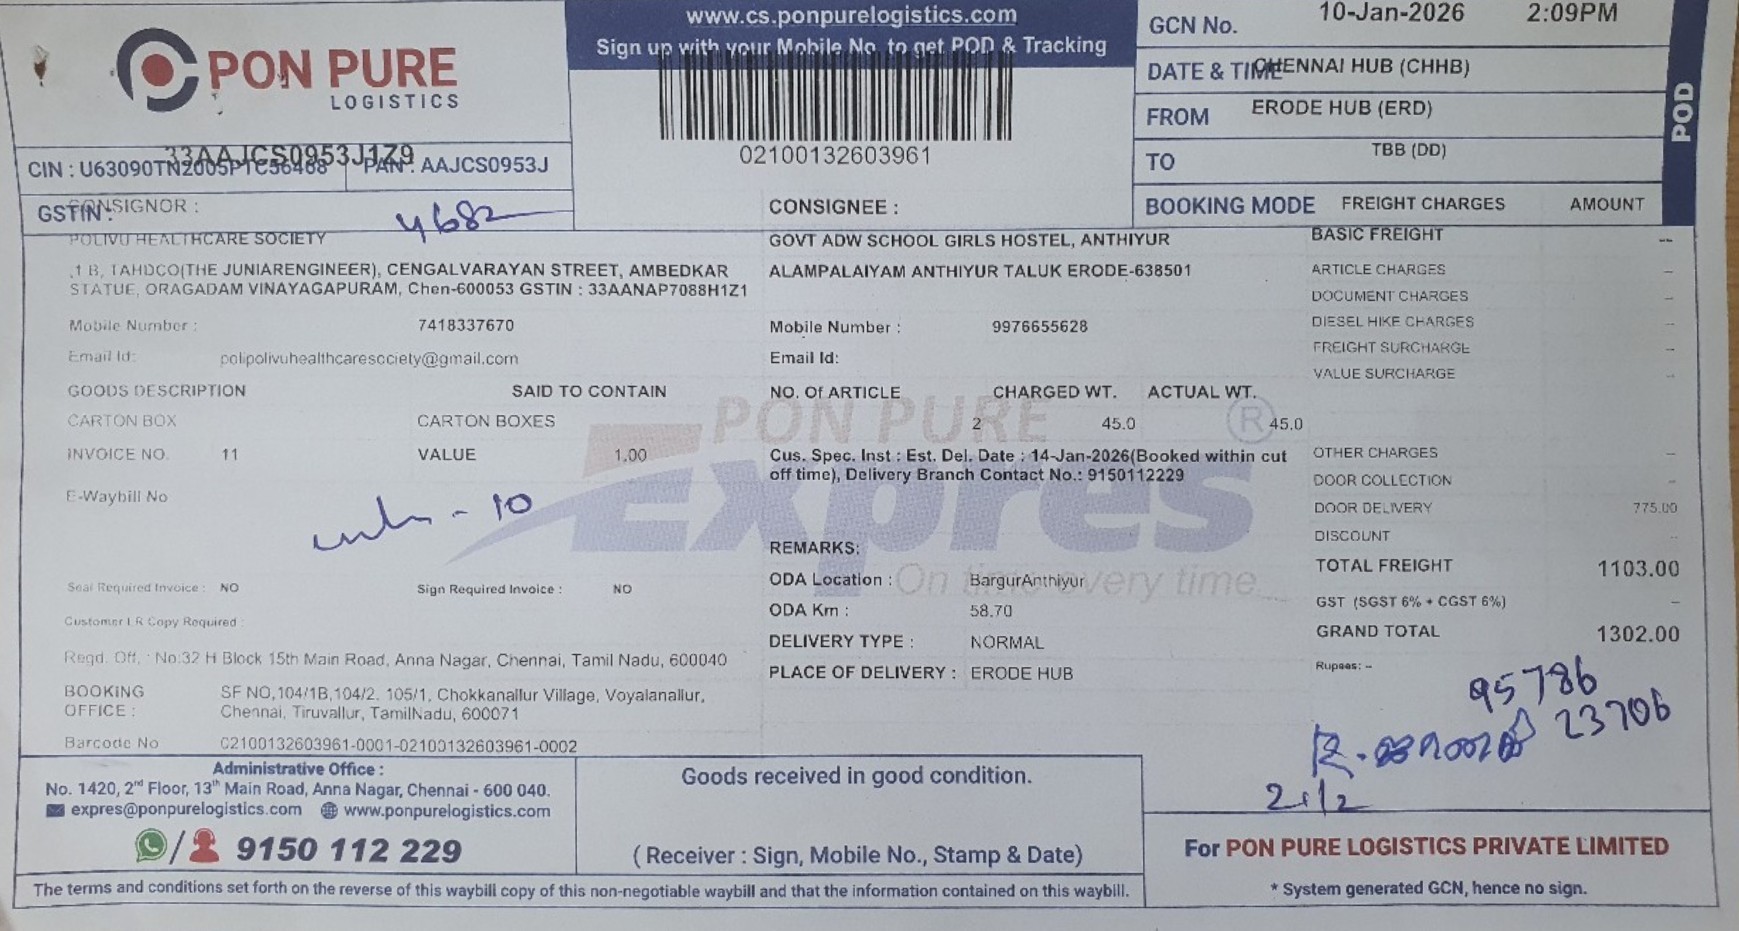 PON PURE
LOGISTICS
www.cs.ponpurelogistics.com
Sign up with your Mobile No. to get POD & Tracking
02100132603961
GCN No. 10-Jan-2026 2:09PM
DATE & TIME CHENNAI HUB (CHHB)
FROM ERODE HUB (ERD)
TO TBB (DD)
BOOKING MODE FREIGHT CHARGES AMOUNT
POD
33AAJCS0953J1Z9
CIN : U63090TN2005PTC56468 PAN : AAJCS0953J
GSTIN :
CONSIGNOR :
4682
POLIVU HEALTHCARE SOCIETY
,1 B, TAHDCO(THE JUNIARENGINEER), CENGALVARAYAN STREET, AMBEDKAR
STATUE, ORAGADAM VINAYAGAPURAM, Chen-600053 GSTIN : 33AANAP7088H1Z1
Mobile Number : 7418337670
Email Id: polipolivuhealthcaresociety@gmail.com
GOODS DESCRIPTION SAID TO CONTAIN
CARTON BOX CARTON BOXES
INVOICE NO. 11 VALUE 1.00
E-Waybill No
- 10
Seal Required Invoice : NO Sign Required Invoice : NO
Customer LR Copy Required :
Regd. Off, : No:32 H Block 15th Main Road, Anna Nagar, Chennai, Tamil Nadu, 600040
BOOKING OFFICE : SF NO,104/1B,104/2. 105/1, Chokkanallur Village, Voyalanallur,
Chennai, Tiruvallur, TamilNadu, 600071
Barcode No 02100132603961-0001-02100132603961-0002
CONSIGNEE :
GOVT ADW SCHOOL GIRLS HOSTEL, ANTHIYUR
ALAMPALAIYAM ANTHIYUR TALUK ERODE-638501
Mobile Number : 9976655628
Email Id:
NO. Of ARTICLE CHARGED WT. ACTUAL WT.
2 45.0 45.0
PON PURE ®
Expres
On time every time
Cus. Spec. Inst : Est. Del. Date : 14-Jan-2026(Booked within cut
off time), Delivery Branch Contact No.: 9150112229
REMARKS:
ODA Location : BargurAnthiyur
ODA Km : 58.70
DELIVERY TYPE : NORMAL
PLACE OF DELIVERY : ERODE HUB
BASIC FREIGHT --
ARTICLE CHARGES --
DOCUMENT CHARGES --
DIESEL HIKE CHARGES --
FREIGHT SURCHARGE --
VALUE SURCHARGE --
OTHER CHARGES --
DOOR COLLECTION --
DOOR DELIVERY 775.00
DISCOUNT --
TOTAL FREIGHT 1103.00
GST (SGST 6% + CGST 6%) --
GRAND TOTAL 1302.00
Rupees: --
95786
23706
Administrative Office :
No. 1420, 2nd Floor, 13th Main Road, Anna Nagar, Chennai - 600 040.
expres@ponpurelogistics.com www.ponpurelogistics.com
/ 9150 112 229
Goods received in good condition.
( Receiver : Sign, Mobile No., Stamp & Date)
For PON PURE LOGISTICS PRIVATE LIMITED
* System generated GCN, hence no sign.
The terms and conditions set forth on the reverse of this waybill copy of this non-negotiable waybill and that the information contained on this waybill.